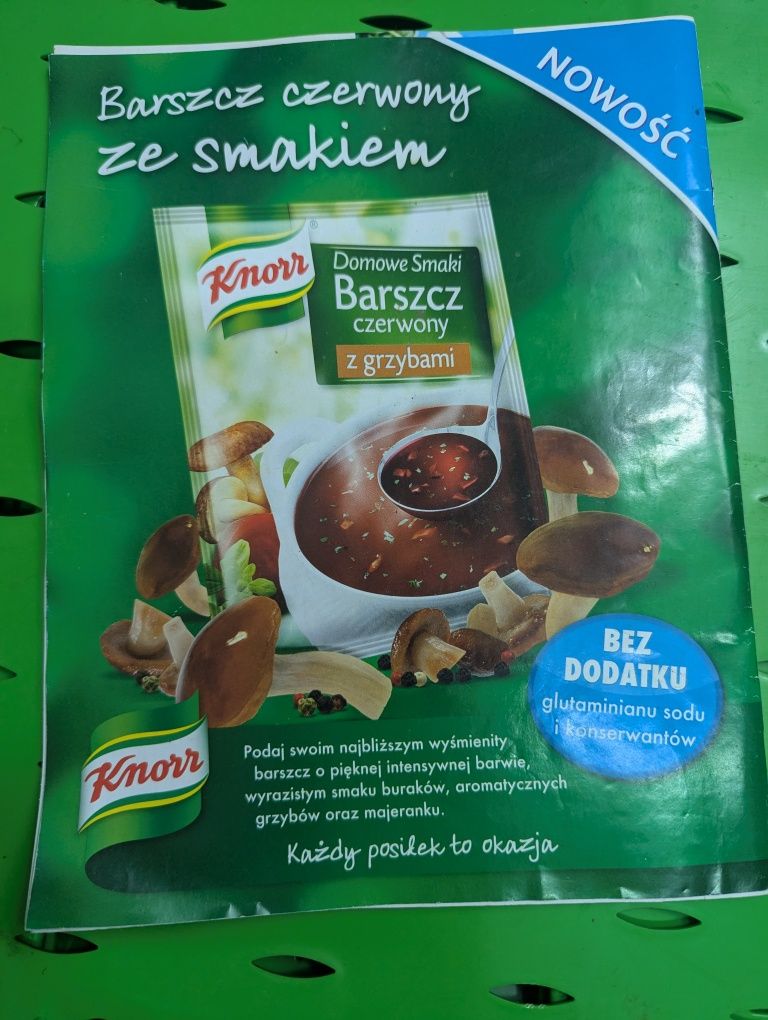 Barszcz czerwony
ze smakiem
NOWOŚĆ
Knorr®
Domowe Smaki
Barszcz
czerwony
z grzybami
BEZ
DODATKU
glutaminianu sodu
i konserwantów
Knorr
Podaj swoim najbliższym wyśmienity
barszcz o pięknej intensywnej barwie,
wyrazistym smaku buraków, aromatycznych
grzybów oraz majeranku.
Każdy posiłek to okazja